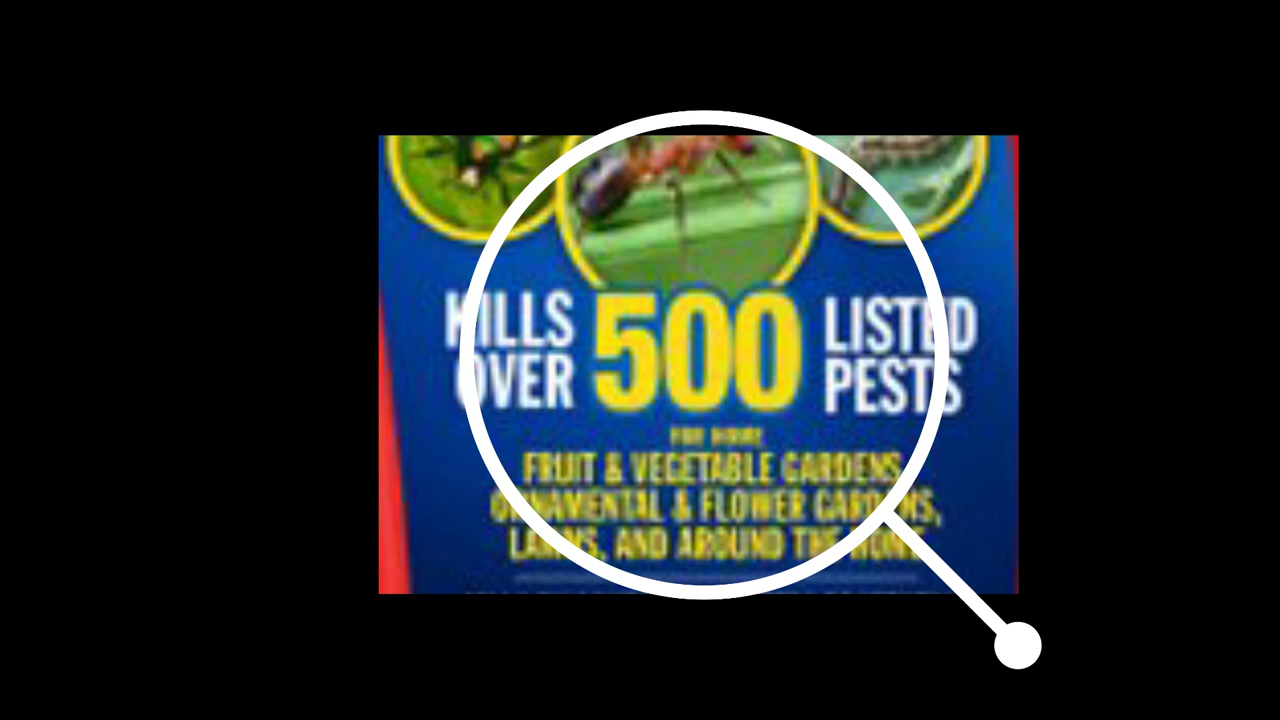 KILLS
OVER
500
LISTED
PESTS
FOR HOME
FRUIT & VEGETABLE GARDENS,
ORNAMENTAL & FLOWER GARDENS,
LAWNS, AND AROUND THE HOME